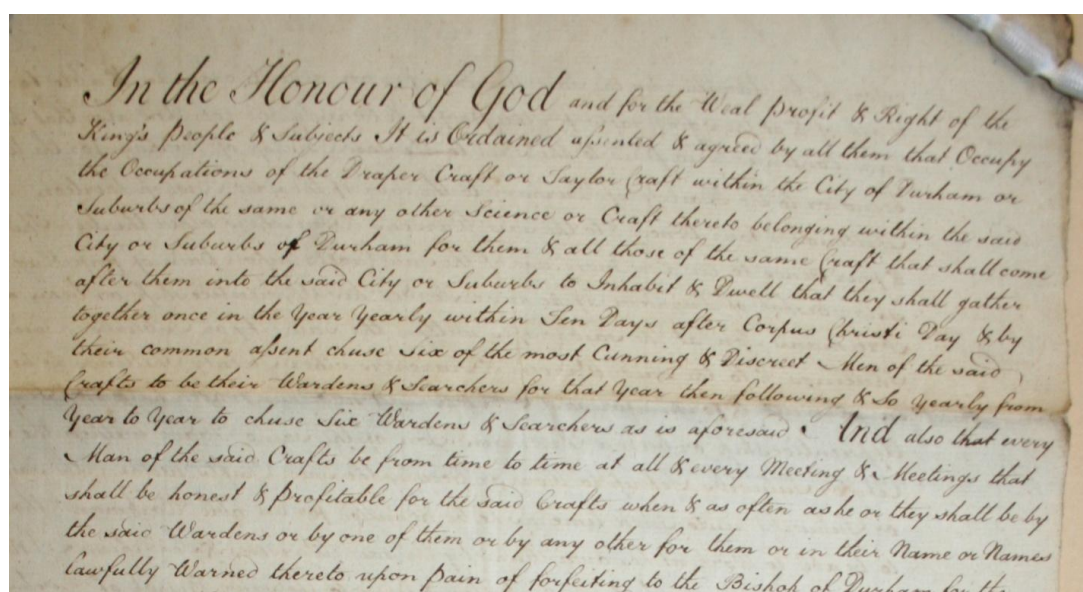 In the Honour of God and for the Weal Profit & Right of the
King's People & Subjects It is Ordained assented & agreed by all them that Occupy
the Occupations of the Draper Craft or Taylor Craft within the City of Durham or
Suburbs of the same or any other Science or Craft thereto belonging within the said
City or Suburbs of Durham for them & all those of the same Craft that shall come
after them into the said City or Suburbs to Inhabit & Dwell that they shall gather
together once in the Year Yearly within Ten Days after Corpus Christi Day & by
their common assent chuse six of the most Cunning & Discreet Men of the said
Crafts to be their Wardens & Searchers for that Year then following & So Yearly from
Year to Year to chuse Six Wardens & Searchers as is aforesaid. And also that every
Man of the said Crafts be from time to time at all & every Meeting & Meetings that
shall be honest & profitable for the said Crafts when & as often as he or they shall be by
the said Wardens or by one of them or by any other for them or in their Name or Names
lawfully Warned thereto upon pain of forfeiting to the Bishop of Durham for the